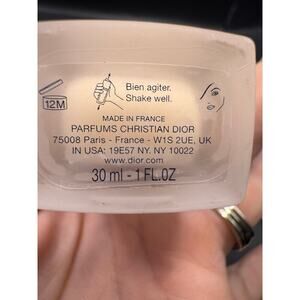 12M
Bien agiter.
Shake well.
MADE IN FRANCE
PARFUMS CHRISTIAN DIOR
75008 Paris - France - W1S 2UE, UK
IN USA: 19E57 NY. NY. 10022
www.dior.com
30 ml - 1 FL.OZ